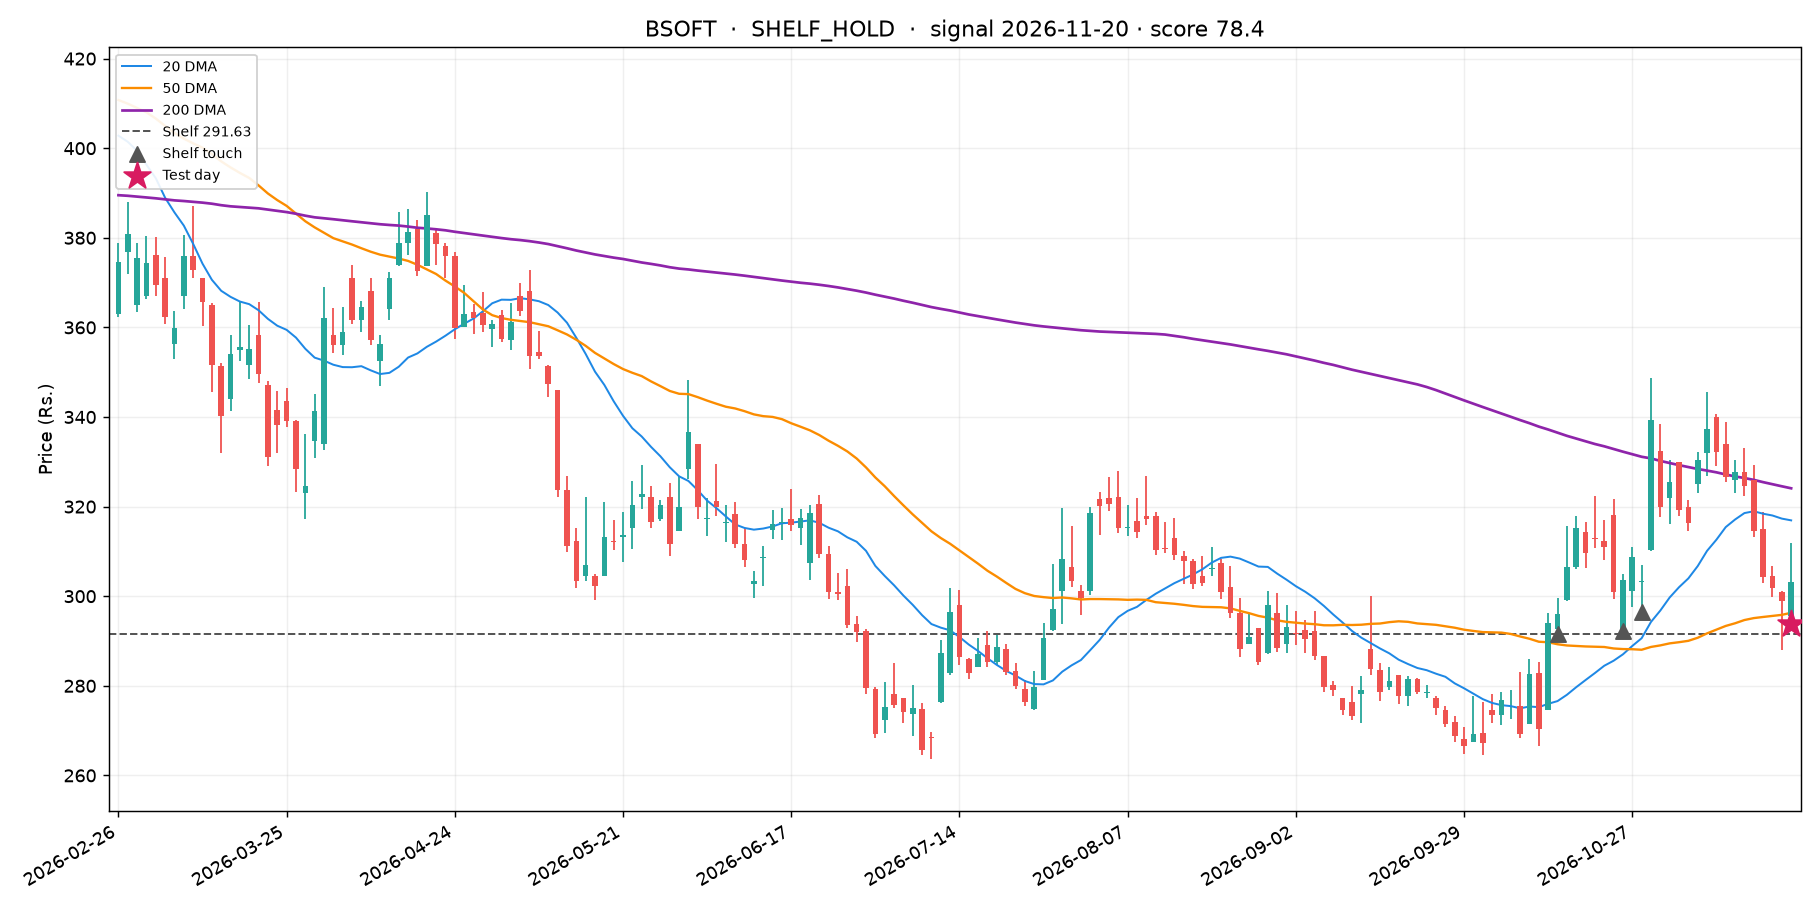 BSOFT · SHELF_HOLD · signal 2026-11-20 · score 78.4
20 DMA
50 DMA
200 DMA
Shelf 291.63
Shelf touch
Test day
Price (Rs.)
420
400
380
360
340
320
300
280
260
2026-02-26
2026-03-25
2026-04-24
2026-05-21
2026-06-17
2026-07-14
2026-08-07
2026-09-02
2026-09-29
2026-10-27